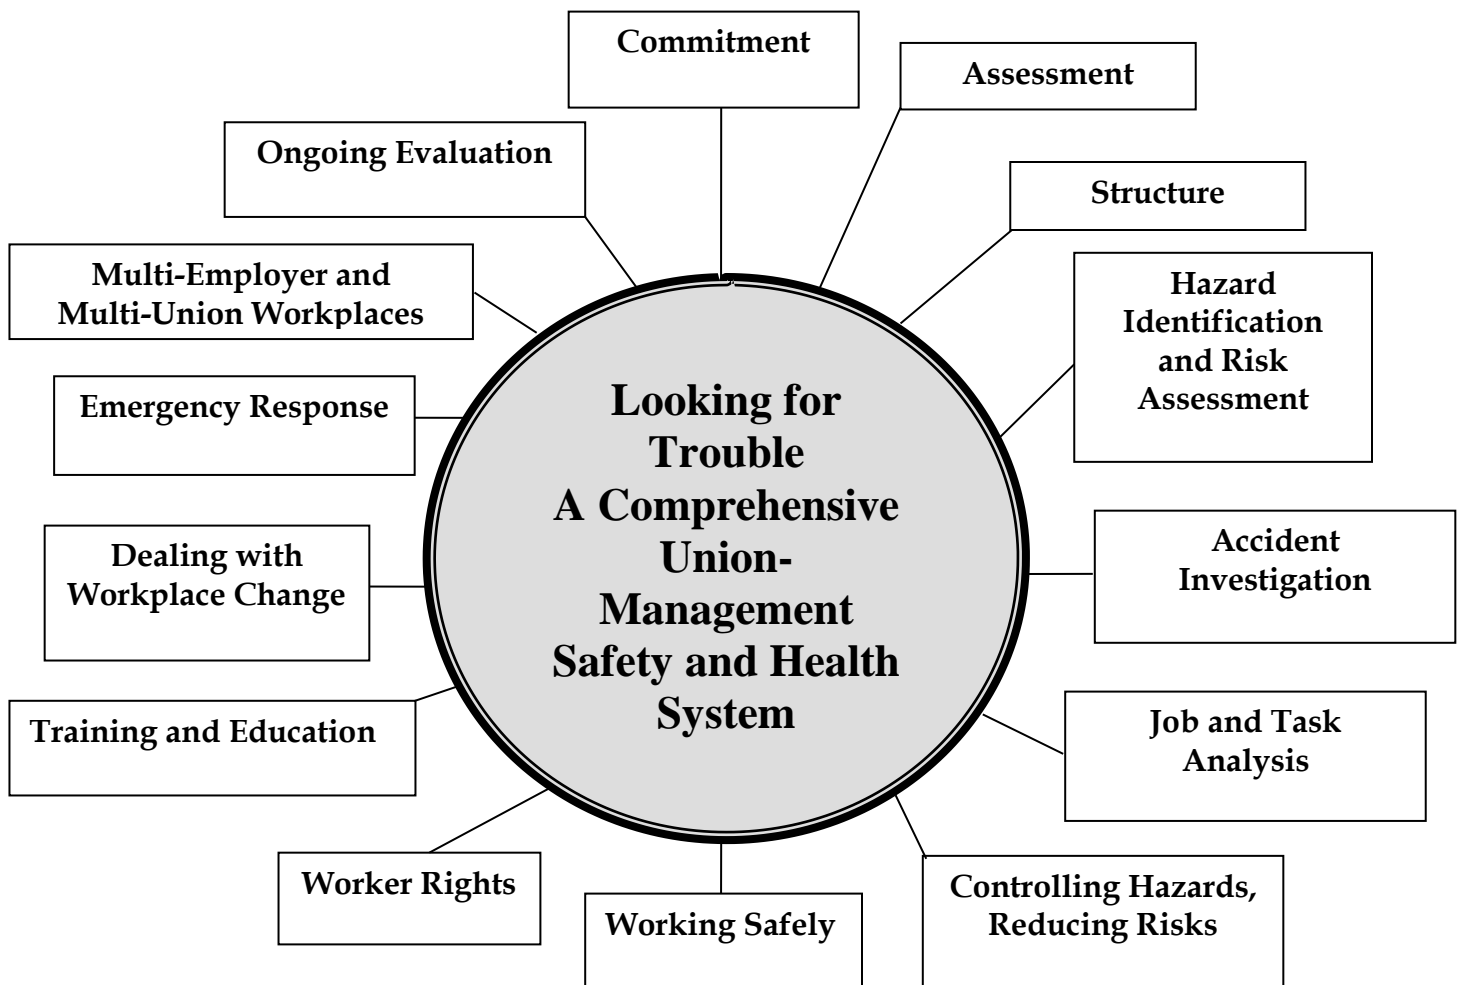 Commitment
Assessment
Ongoing Evaluation
Structure
Multi-Employer and
Multi-Union Workplaces
Hazard
Identification
and Risk
Assessment
Emergency Response
Looking for
Trouble
A Comprehensive
Union-
Management
Safety and Health
System
Accident
Investigation
Dealing with
Workplace Change
Job and Task
Analysis
Training and Education
Controlling Hazards,
Reducing Risks
Worker Rights
Working Safely